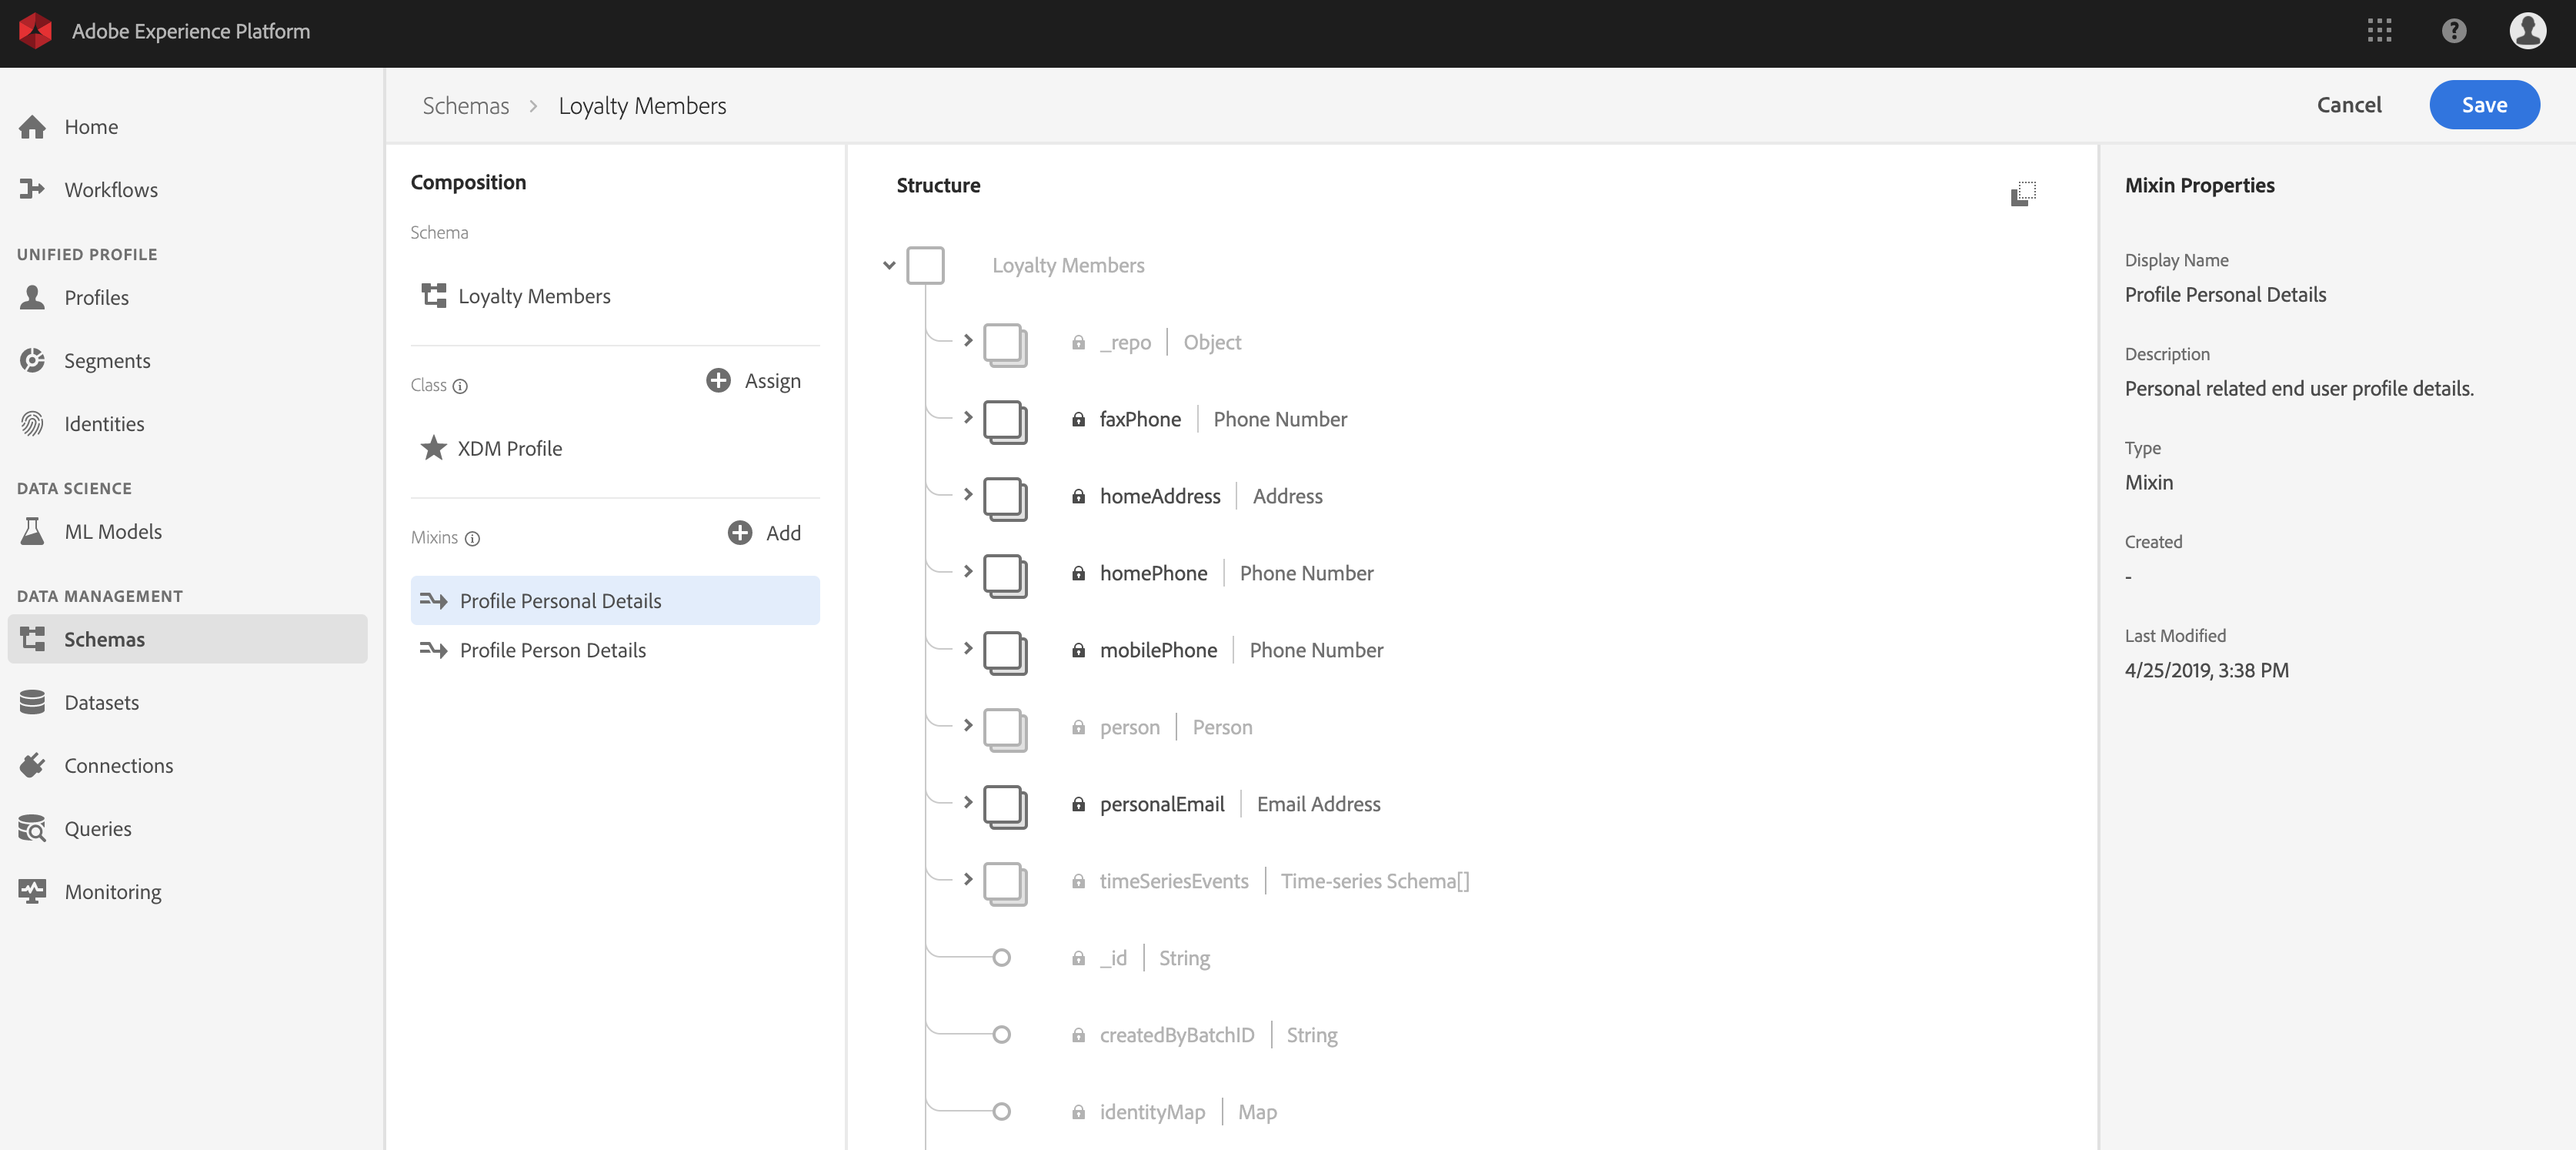 Adobe Experience Platform
Home
Workflows
UNIFIED PROFILE
Profiles
Segments
Identities
DATA SCIENCE
ML Models
DATA MANAGEMENT
Schemas
Datasets
Connections
Queries
Monitoring
Schemas > Loyalty Members
Cancel
Save
Composition
Schema
Loyalty Members
Class
Assign
XDM Profile
Mixins
Add
Profile Personal Details
Profile Person Details
Structure
Loyalty Members
_repo | Object
faxPhone | Phone Number
homeAddress | Address
homePhone | Phone Number
mobilePhone | Phone Number
person | Person
personalEmail | Email Address
timeSeriesEvents | Time-series Schema[]
_id | String
createdByBatchID | String
identityMap | Map
Mixin Properties
Display Name
Profile Personal Details
Description
Personal related end user profile details.
Type
Mixin
Created
-
Last Modified
4/25/2019, 3:38 PM